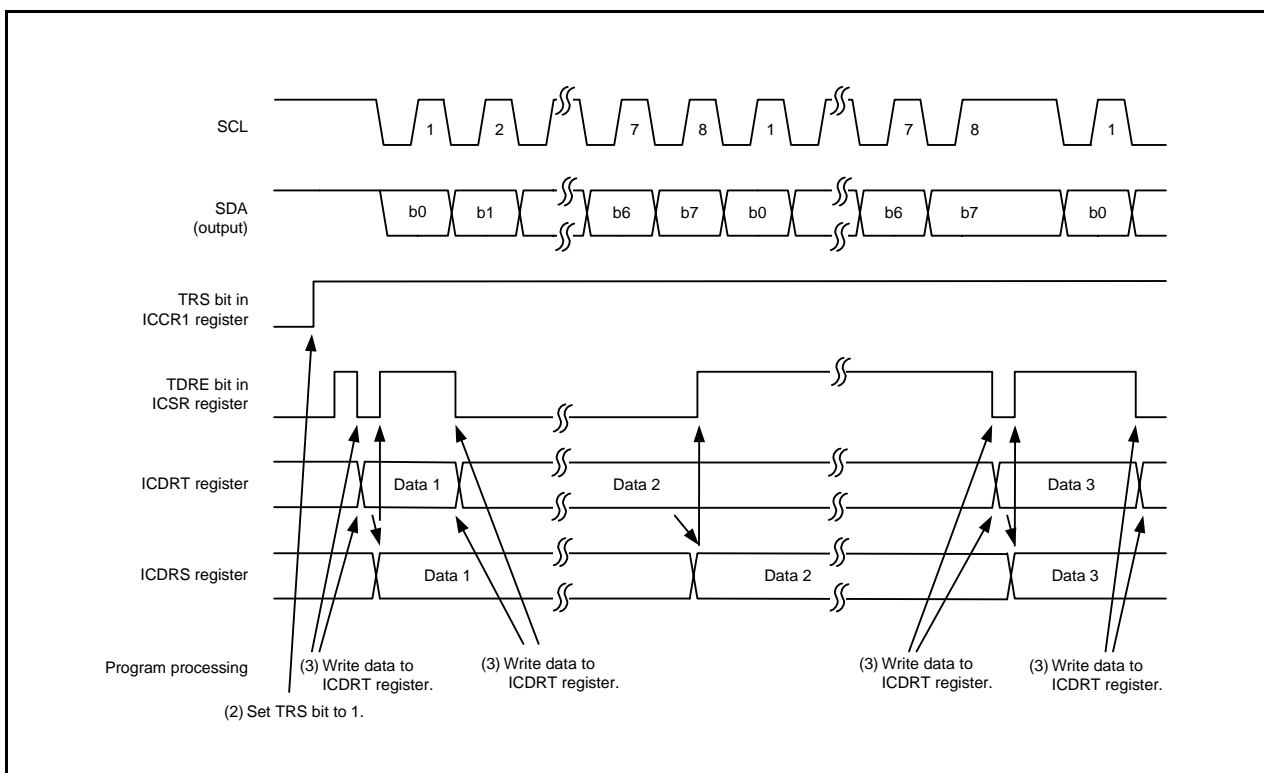 SCL
1 2 7 8 1 7 8 1
SDA
(output)
b0 b1 b6 b7 b0 b6 b7 b0
TRS bit in
ICCR1 register
TDRE bit in
ICSR register
ICDRT register
Data 1 Data 2 Data 3
ICDRS register
Data 1 Data 2 Data 3
Program processing
(3) Write data to
ICDRT register.
(3) Write data to
ICDRT register.
(3) Write data to
ICDRT register.
(3) Write data to
ICDRT register.
(2) Set TRS bit to 1.